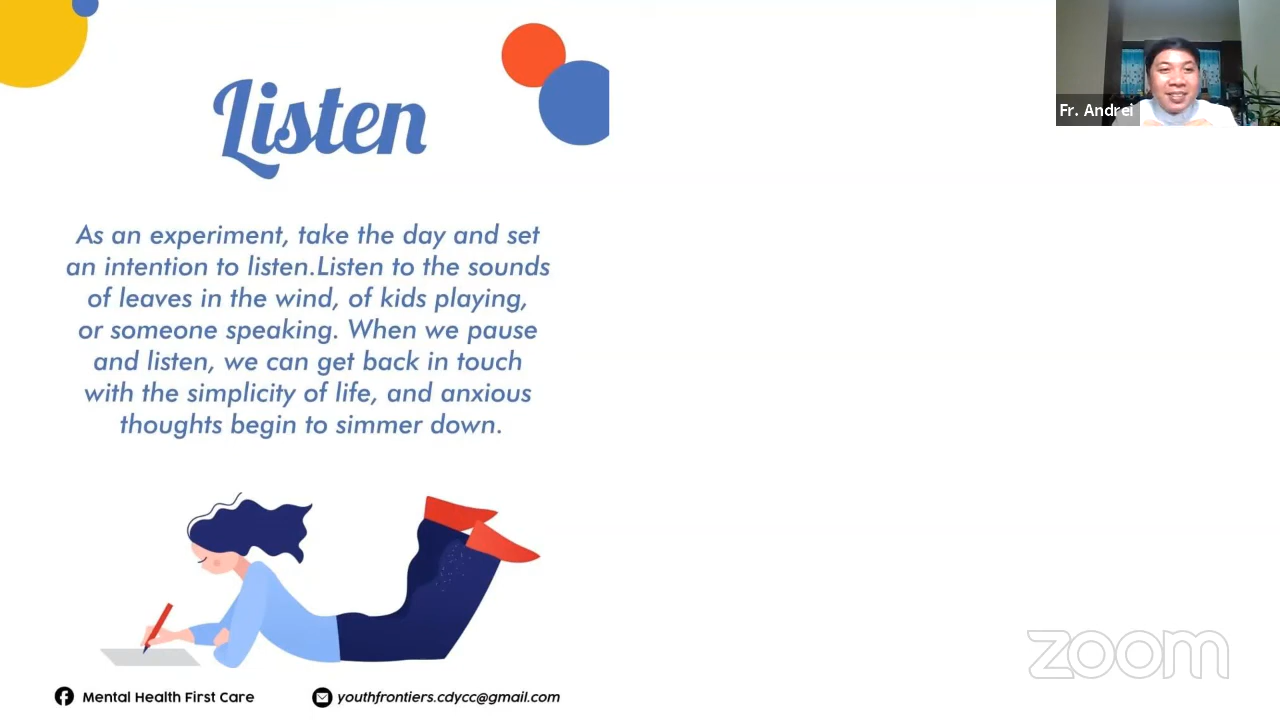 Listen
Fr. Andrei
As an experiment, take the day and set
an intention to listen.Listen to the sounds
of leaves in the wind, of kids playing,
or someone speaking. When we pause
and listen, we can get back in touch
with the simplicity of life, and anxious
thoughts begin to simmer down.
zoom
Mental Health First Care
youthfrontiers.cdycc@gmail.com